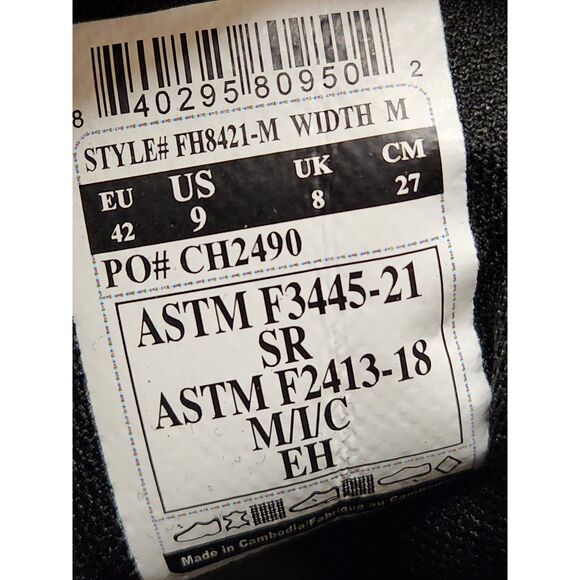 8 40295 80950 2
STYLE# FH8421-M WIDTH M
EU US UK CM
42 9 8 27
PO# CH2490
ASTM F3445-21
SR
ASTM F2413-18
M/I/C
EH
Made in Cambodia/Fabriqué au Cam